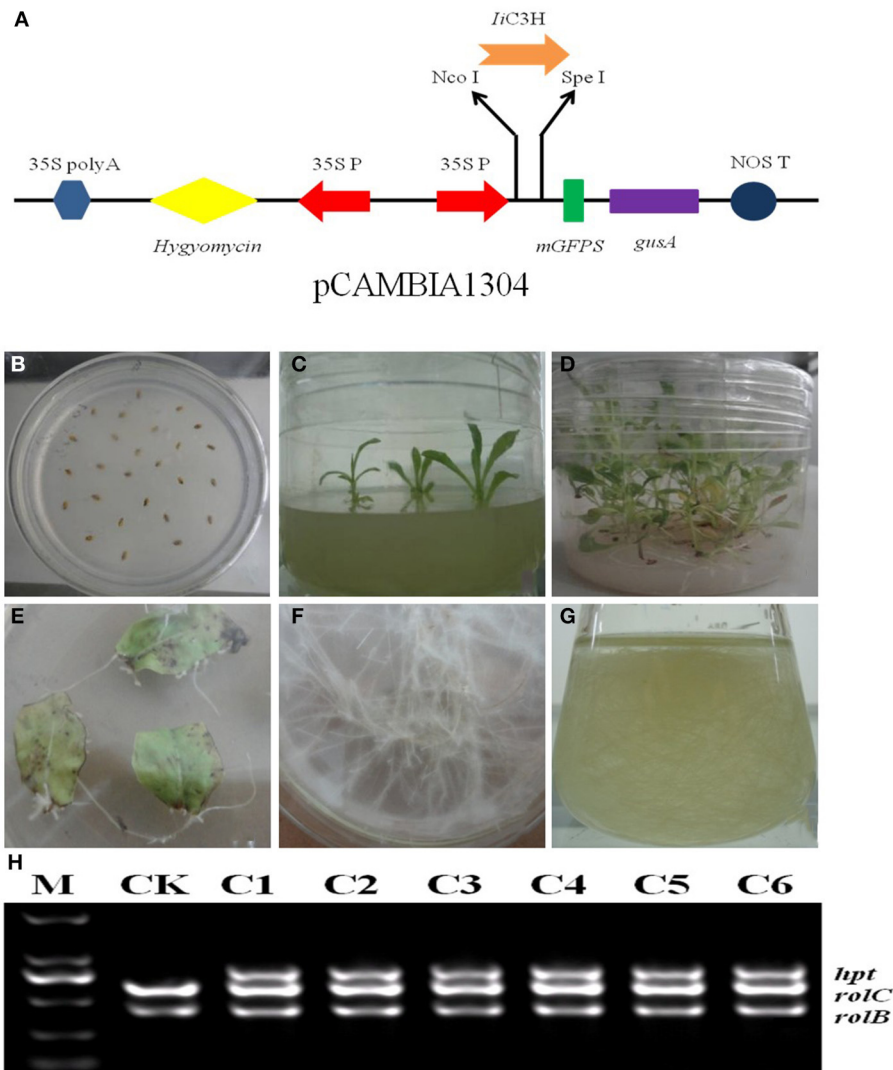 A
IiC3H
Nco I
Spe I
35S polyA
35S P
35S P
NOS T
Hygyomycin
mGFPS
gusA
pCAMBIA1304
B
C
D
E
F
G
H
M CK C1 C2 C3 C4 C5 C6
hpt
rolC
rolB